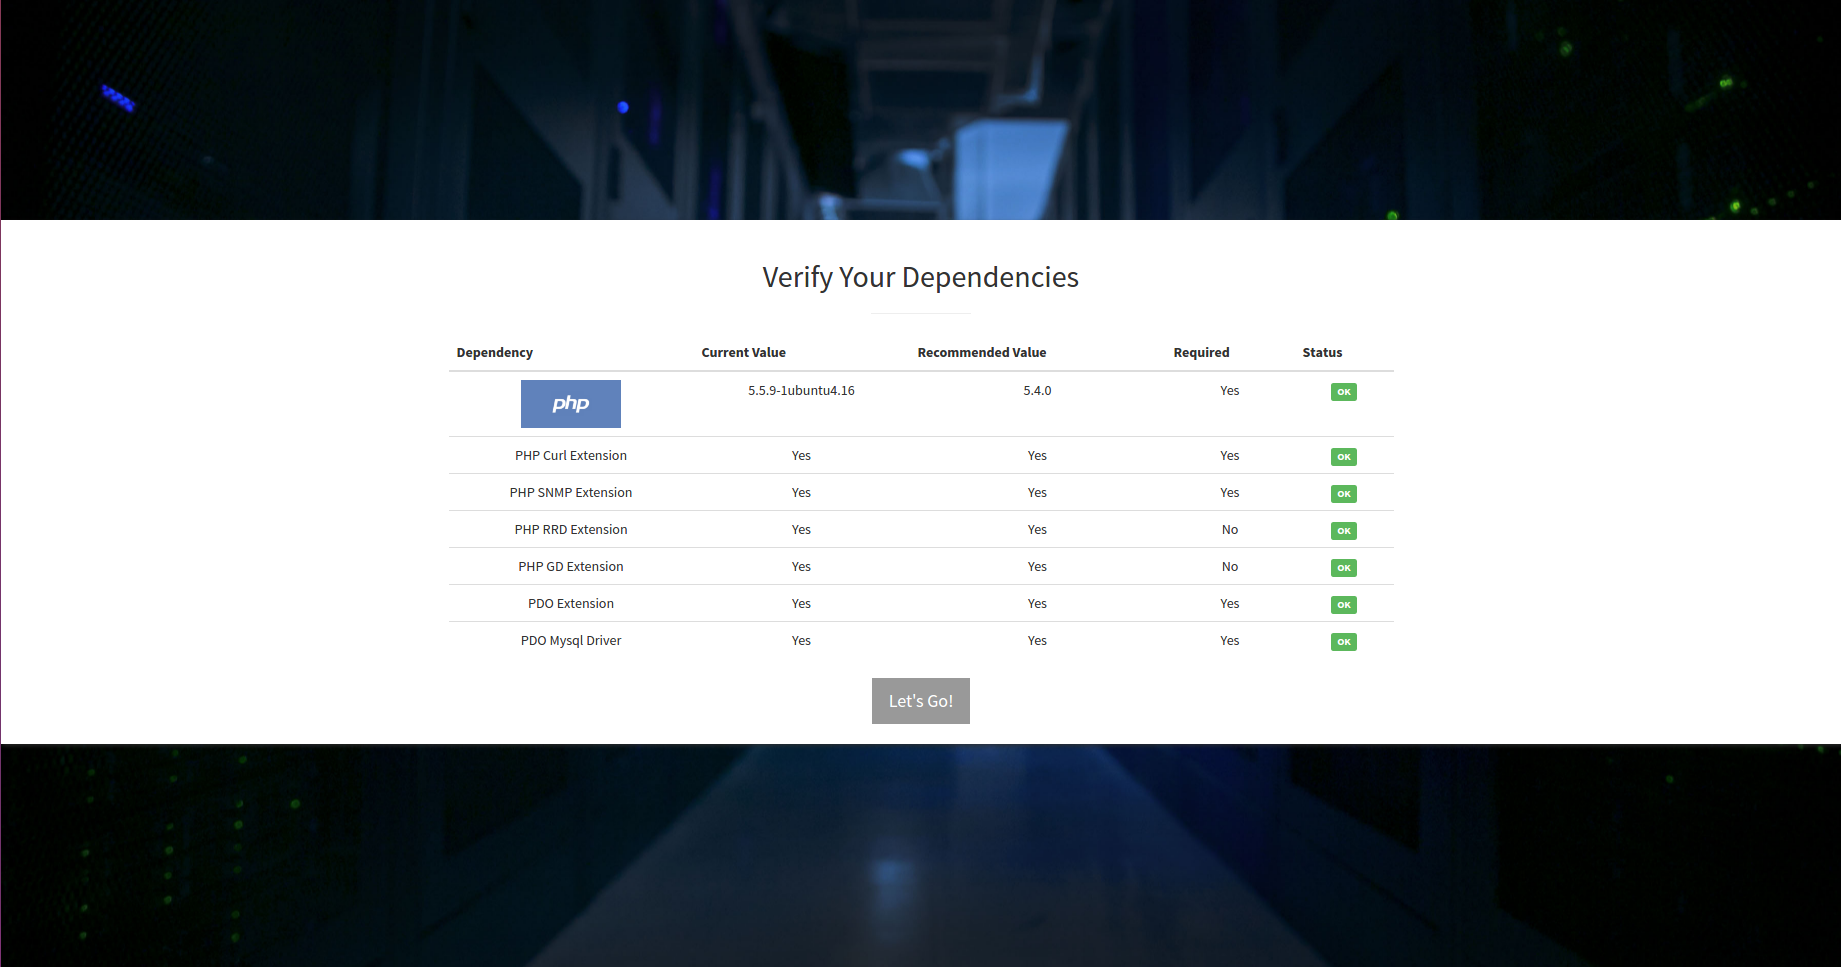 Verify Your Dependencies
Dependency Current Value Recommended Value Required Status
php 5.5.9-1ubuntu4.16 5.4.0 Yes OK
PHP Curl Extension Yes Yes Yes OK
PHP SNMP Extension Yes Yes Yes OK
PHP RRD Extension Yes Yes No OK
PHP GD Extension Yes Yes No OK
PDO Extension Yes Yes Yes OK
PDO Mysql Driver Yes Yes Yes OK
Let's Go!